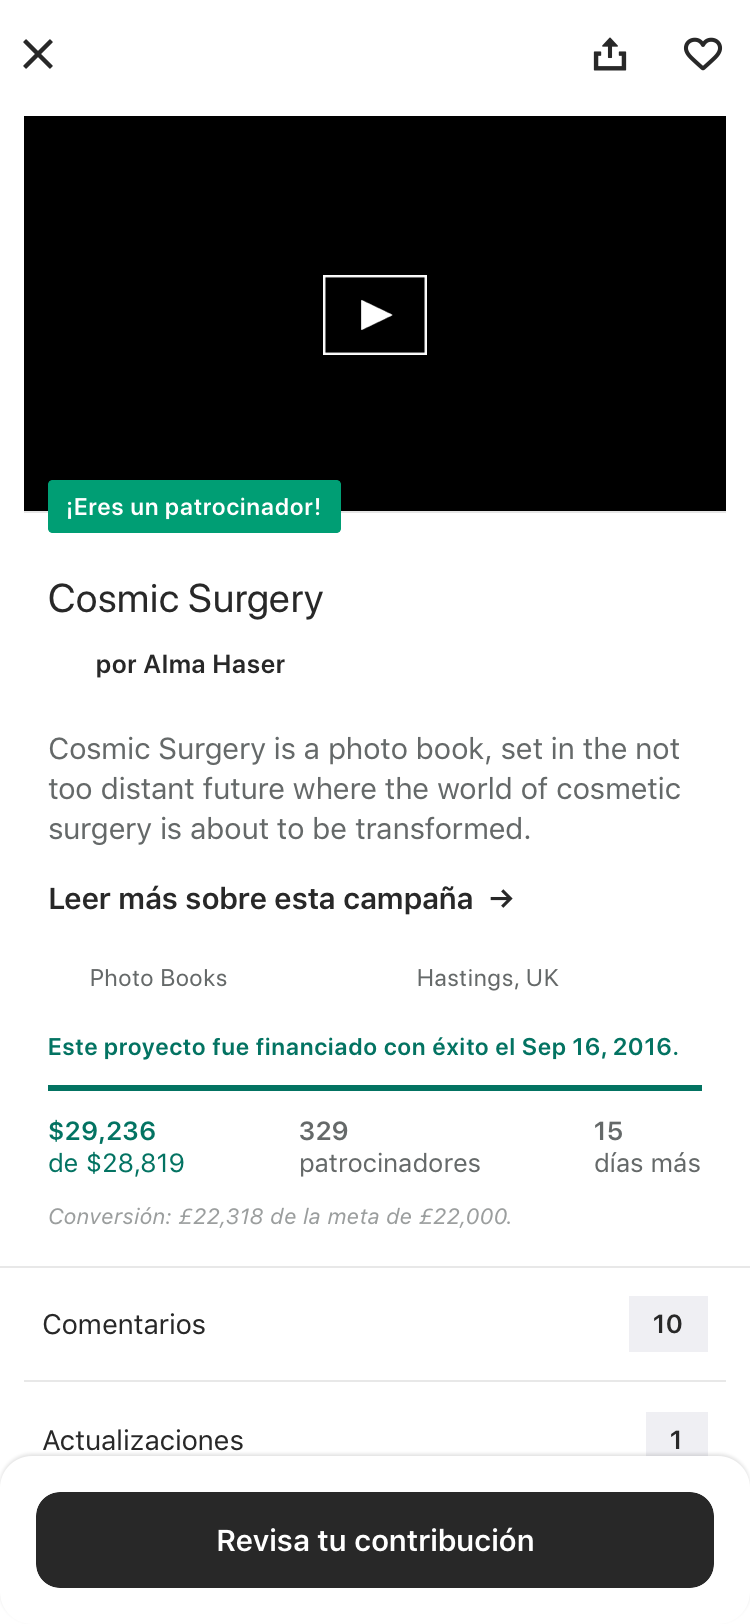 ¡Eres un patrocinador!
Cosmic Surgery
por Alma Haser
Cosmic Surgery is a photo book, set in the not
too distant future where the world of cosmetic
surgery is about to be transformed.
Leer más sobre esta campaña →
Photo Books
Hastings, UK
Este proyecto fue financiado con éxito el Sep 16, 2016.
$29,236
de $28,819
329
patrocinadores
15
días más
Conversión: £22,318 de la meta de £22,000.
Comentarios
10
Actualizaciones
1
Revisa tu contribución